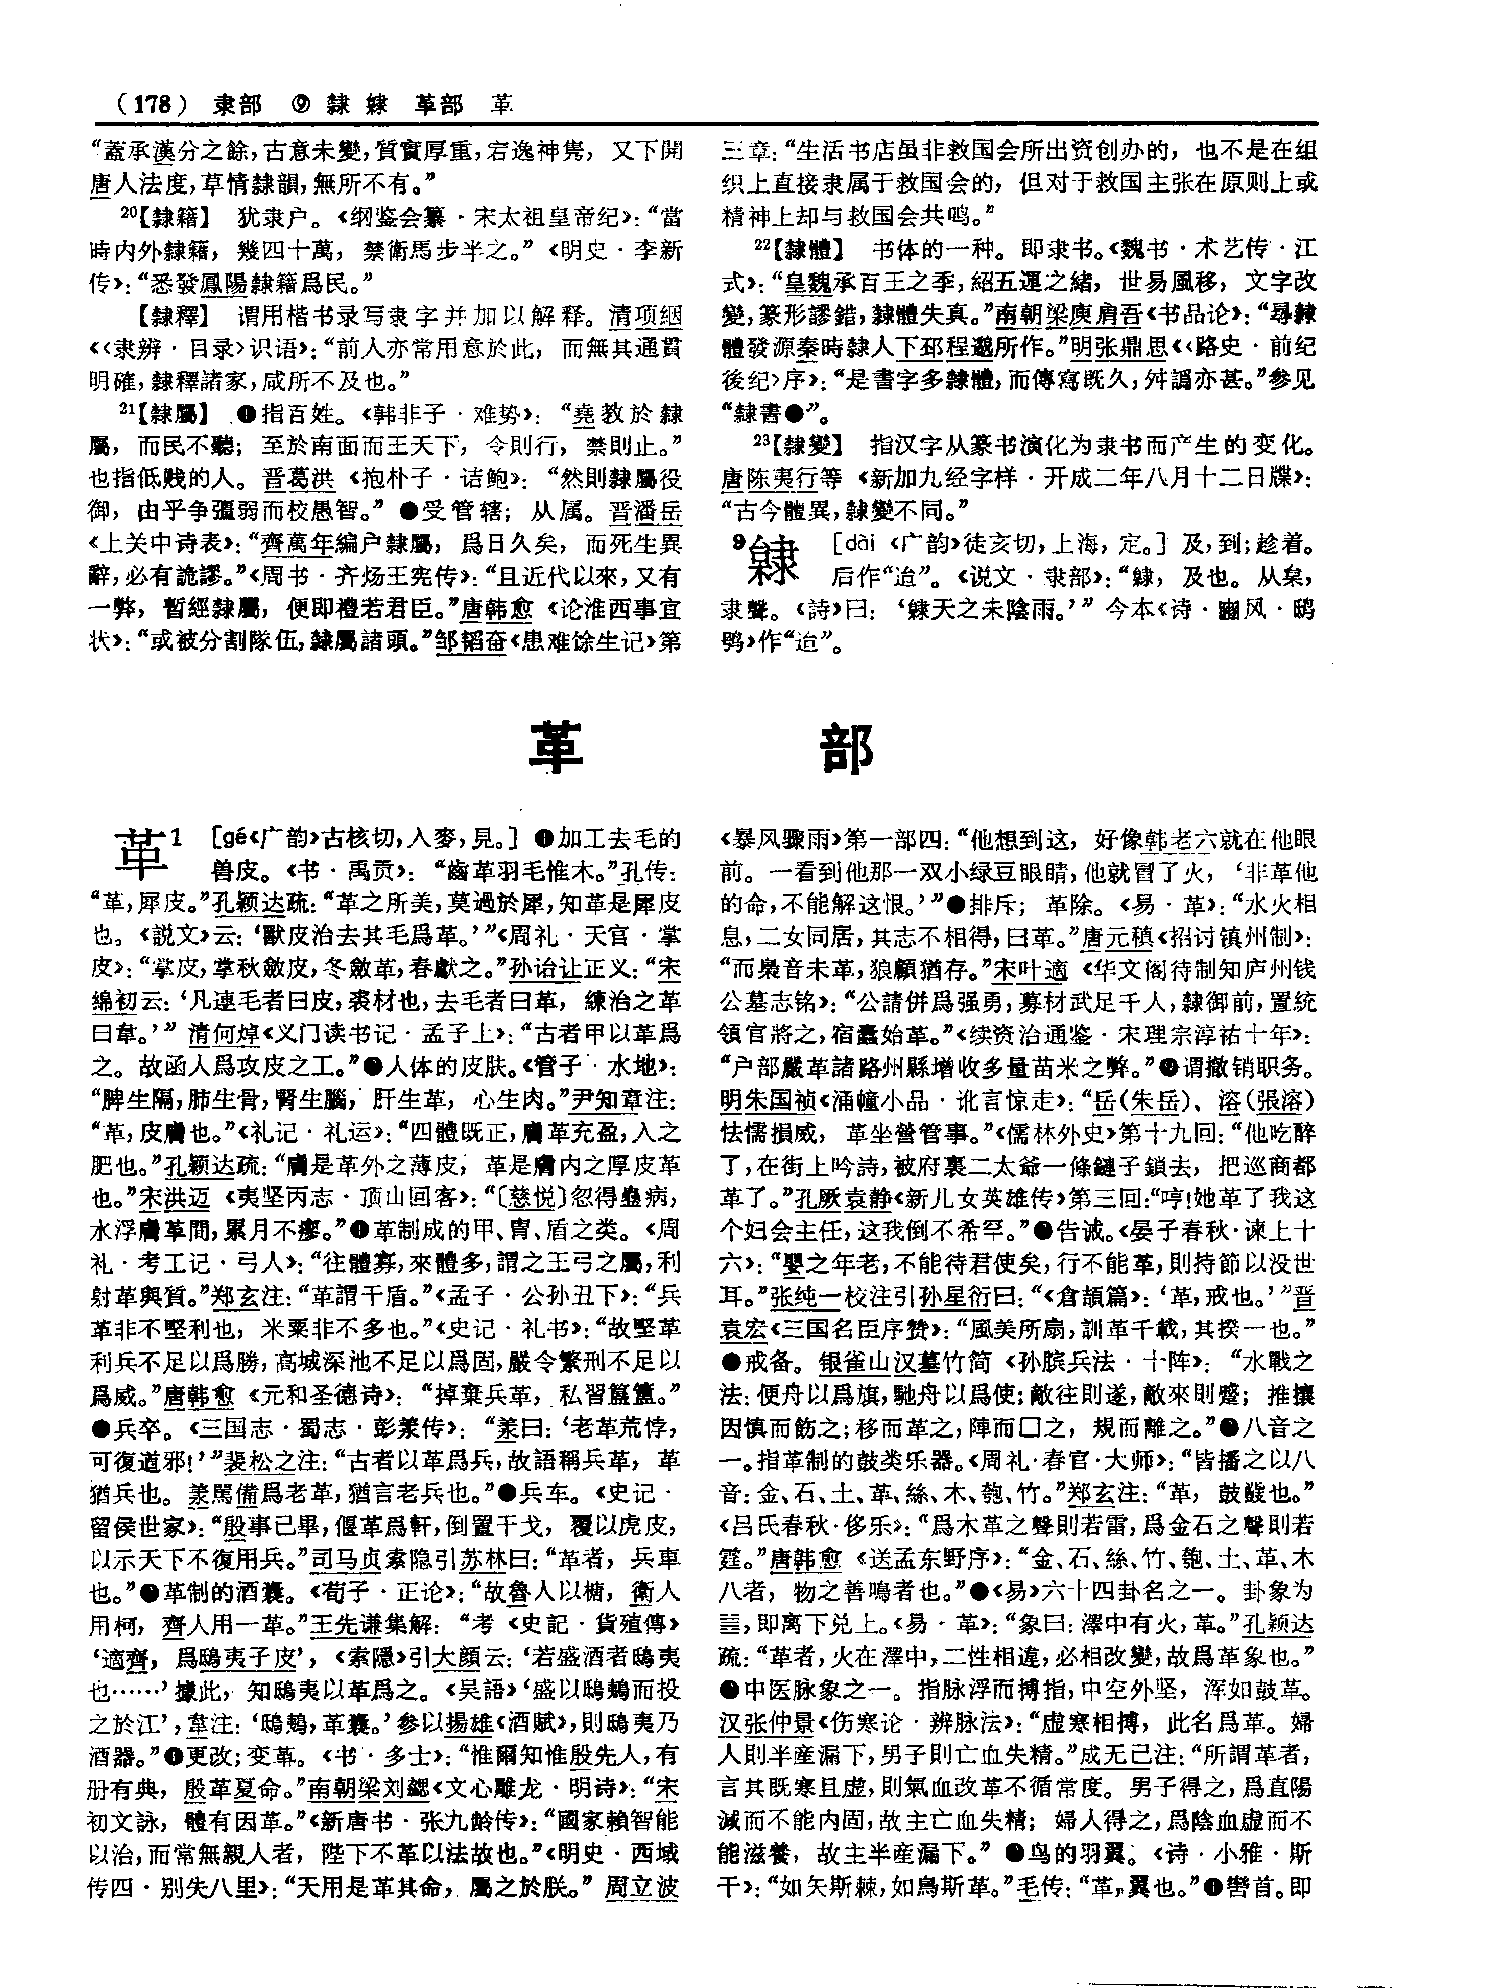 （178） 隶部 ⑨ 隸 䭛 革部 革
“蓋承漢分之餘，古意未變，質實厚重，宕逸神雋，又下開
唐人法度，草情隸韻，無所不有。”
20【隸籍】 犹隶户。《纲鉴会纂·宋太祖皇帝纪》：“當
時内外隸籍，幾四十萬，禁衛馬步半之。”《明史·李新
传》：“悉發鳳陽隸籍爲民。”
【隸釋】 谓用楷书录写隶字并加以解释。清项絪
《〈隶辨·目录〉识语》：“前人亦常用意於此，而無其通貫
明確，隸釋諸家，咸所不及也。”
21【隸屬】 ❶指百姓。《韩非子·难势》：“堯教於隸
屬，而民不聽；至於南面而王天下，令則行，禁則止。”
也指低贱的人。晋葛洪《抱朴子·诘鲍》：“然則隸屬役
御，由乎争彊弱而校愚智。”●受管辖；从属。晋潘岳
《上关中诗表》：“齊萬年编户隸屬，爲日久矣，而死生異
辭，必有詭謬。”《周书·齐炀王宪传》：“且近代以來，又有
一弊，暫經隸屬，便即禮若君臣。”唐韩愈《论淮西事宜
状》：“或被分割隊伍，隸屬諸頭。”邹韬奋《患难馀生记》第
三章：“生活书店虽非救国会所出资创办的，也不是在组
织上直接隶属于救国会的，但对于救国主张在原则上或
精神上却与救国会共鸣。”
22【隸體】 书体的一种。即隶书。《魏书·术艺传·江
式》：“皇魏承百王之季，紹五運之緒，世易風移，文字改
變，篆形謬錯，隸體失真。”南朝梁庾肩吾《书品论》：“尋隸
體發源秦時隸人下邳程邈所作。”明张鼎思《〈路史·前纪
後纪〉序》：“是書字多隸體，而傳寫既久，舛譌亦甚。”参见
“隸書●”。
23【隸變】 指汉字从篆书演化为隶书而产生的变化。
唐陈夷行等《新加九经字样·开成二年八月十二日牒》：
“古今體異，隸變不同。”
9 [dài《广韵》徒亥切，上海，定。] 及，到；趁着。
后作“迨”。《说文·隶部》：“，及也。从枲，
隶聲。《詩》曰：‘天之未陰雨。’”今本《诗·豳风·鸱
鸮》作“迨”。
革 部
革1 [gé《广韵》古核切，入麥，見。] ❶加工去毛的
兽皮。《书·禹贡》：“齒革羽毛惟木。”孔传：
“革，犀皮。”孔颖达疏：“革之所美，莫過於犀，知革是犀皮
也。《説文》云：‘獸皮治去其毛爲革。’”《周礼·天官·掌
皮》：“掌皮，掌秋斂皮，冬斂革，春獻之。”孙诒让正义：“宋
綿初云：‘凡連毛者曰皮，裘材也，去毛者曰革，練治之革
曰韋。’”清何焯《义门读书记·孟子上》：“古者甲以革爲
之。故函人爲攻皮之工。”●人体的皮肤。《管子·水地》：
“脾生隔，肺生骨，腎生腦，肝生革，心生肉。”尹知章注：
“革，皮膚也。”《礼记·礼运》：“四體既正，膚革充盈，人之
肥也。”孔颖达疏：“膚是革外之薄皮，革是膚内之厚皮革
也。”宋洪迈《夷坚丙志·顶山回客》：“〔慈悦〕忽得蠱病，
水浮膚革間，累月不瘳。”●革制成的甲、胄、盾之类。《周
礼·考工记·弓人》：“往體寡，來體多，謂之王弓之屬，利
射革與質。”郑玄注：“革謂干盾。”《孟子·公孙丑下》：“兵
革非不堅利也，米粟非不多也。”《史记·礼书》：“故堅革
利兵不足以爲勝，高城深池不足以爲固，嚴令繁刑不足以
爲威。”唐韩愈《元和圣德诗》：“掉棄兵革，私習簋簠。”
●兵卒。《三国志·蜀志·彭羕传》：“羕曰：‘老革荒悖，
可復道邪！’”裴松之注：“古者以革爲兵，故語稱兵革，革
猶兵也。羕駡備爲老革，猶言老兵也。”●兵车。《史记·
留侯世家》：“殷事已畢，偃革爲軒，倒置干戈，覆以虎皮，
以示天下不復用兵。”司马贞索隐引苏林曰：“革者，兵車
也。”●革制的酒囊。《荀子·正论》：“故魯人以榶，衛人
用柯，齊人用一革。”王先谦集解：“考《史記·貨殖傳》
‘適齊，爲鴟夷子皮’，《索隱》引大顔云：‘若盛酒者鴟夷
也……’據此，知鴟夷以革爲之。《吴語》‘盛以鴟鶇而投
之於江’，韋注：‘鴟鶇，革囊。’参以揚雄《酒賦》，則鴟夷乃
酒器。”●更改；变革。《书·多士》：“惟爾知惟殷先人，有
册有典，殷革夏命。”南朝梁刘勰《文心雕龙·明诗》：“宋
初文詠，體有因革。”《新唐书·张九龄传》：“國家賴智能
以治，而常無親人者，陛下不革以法故也。”《明史·西域
传四·别失八里》：“天用是革其命，屬之於朕。”周立波
《暴风骤雨》第一部四：“他想到这，好像韩老六就在他眼
前。一看到他那一双小绿豆眼睛，他就冒了火，‘非革他
的命，不能解这恨。’”●排斥；革除。《易·革》：“水火相
息，二女同居，其志不相得，曰革。”唐元稹《招讨镇州制》：
“而梟音未革，狼顧猶存。”宋叶適《华文阁待制知庐州钱
公墓志铭》：“公請併爲强勇，募材武足千人，隸御前，置統
領官將之，宿蠹始革。”《续资治通鉴·宋理宗淳祐十年》：
“户部嚴革諸路州縣增收多量苗米之弊。”●谓撤销职务。
明朱国祯《涌幢小品·讹言惊走》：“岳（朱岳）、溶（張溶）
怯懦損威，革坐營管事。”《儒林外史》第十九回：“他吃醉
了，在街上吟詩，被府裏二太爺一條鏈子鎖去，把巡商都
革了。”孔厥袁静《新儿女英雄传》第三回：“哼！她革了我这
个妇会主任，这我倒不希罕。”●告诫。《晏子春秋·谏上十
六》：“嬰之年老，不能待君使矣，行不能革，則持節以没世
耳。”张纯一校注引孙星衍曰：“《倉頡篇》：‘革，戒也。’”晋
袁宏《三国名臣序赞》：“風美所扇，訓革千載，其揆一也。”
●戒备。银雀山汉墓竹简《孙膑兵法·十阵》：“水戰之
法：便舟以爲旗，馳舟以爲使；敵往則遂，敵來則蹙；推攘
因慎而飭之；移而革之，陣而□之，規而離之。”●八音之
一。指革制的鼓类乐器。《周礼·春官·大师》：“皆播之以八
音：金、石、土、革、絲、木、匏、竹。”郑玄注：“革，鼓鼗也。”
《吕氏春秋·侈乐》：“爲木革之聲則若雷，爲金石之聲則若
霆。”唐韩愈《送孟东野序》：“金、石、絲、竹、匏、土、革、木
八者，物之善鳴者也。”●《易》六十四卦名之一。卦象为
䷰，即离下兑上。《易·革》：“象曰：澤中有火，革。”孔颖达
疏：“革者，火在澤中，二性相違，必相改變，故爲革象也。”
●中医脉象之一。指脉浮而搏指，中空外坚，浑如鼓革。
汉张仲景《伤寒论·辨脉法》：“虚寒相搏，此名爲革。婦
人則半産漏下，男子則亡血失精。”成无己注：“所謂革者，
言其既寒且虚，則氣血改革不循常度。男子得之，爲真陽
減而不能内固，故主亡血失精；婦人得之，爲陰血虚而不
能滋養，故主半産漏下。”●鸟的羽翼。《诗·小雅·斯
干》：“如矢斯棘，如鳥斯革。”毛传：“革，翼也。”●辔首。即